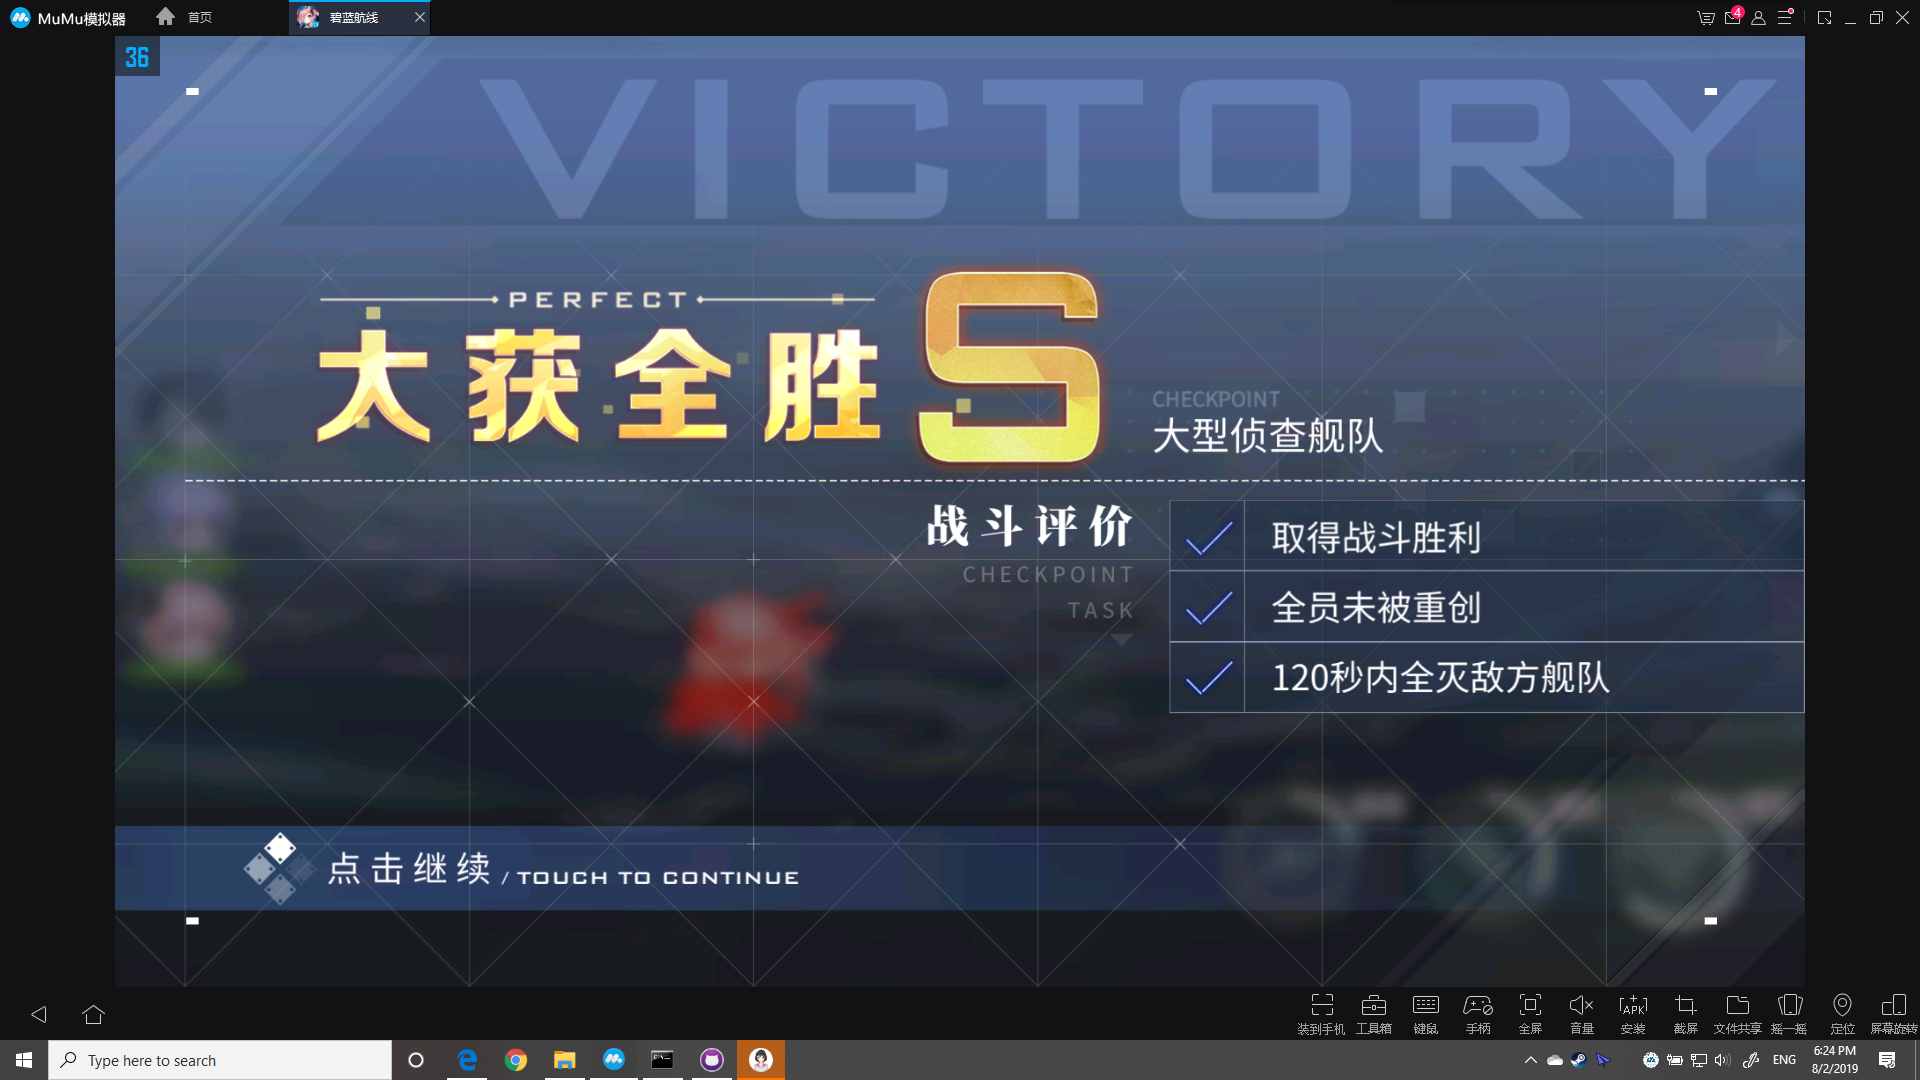 MuMu模拟器
首页
碧蓝航线
4
36
VICTORY
PERFECT
大获全胜
S
CHECKPOINT
大型侦查舰队
战斗评价
CHECKPOINT
TASK
取得战斗胜利
全员未被重创
120秒内全灭敌方舰队
点击继续 / TOUCH TO CONTINUE
装到手机
工具箱
键鼠
手柄
全屏
音量
APK
安装
截屏
文件共享
摇一摇
定位
屏幕旋转
Type here to search
ENG
6:24 PM
8/2/2019